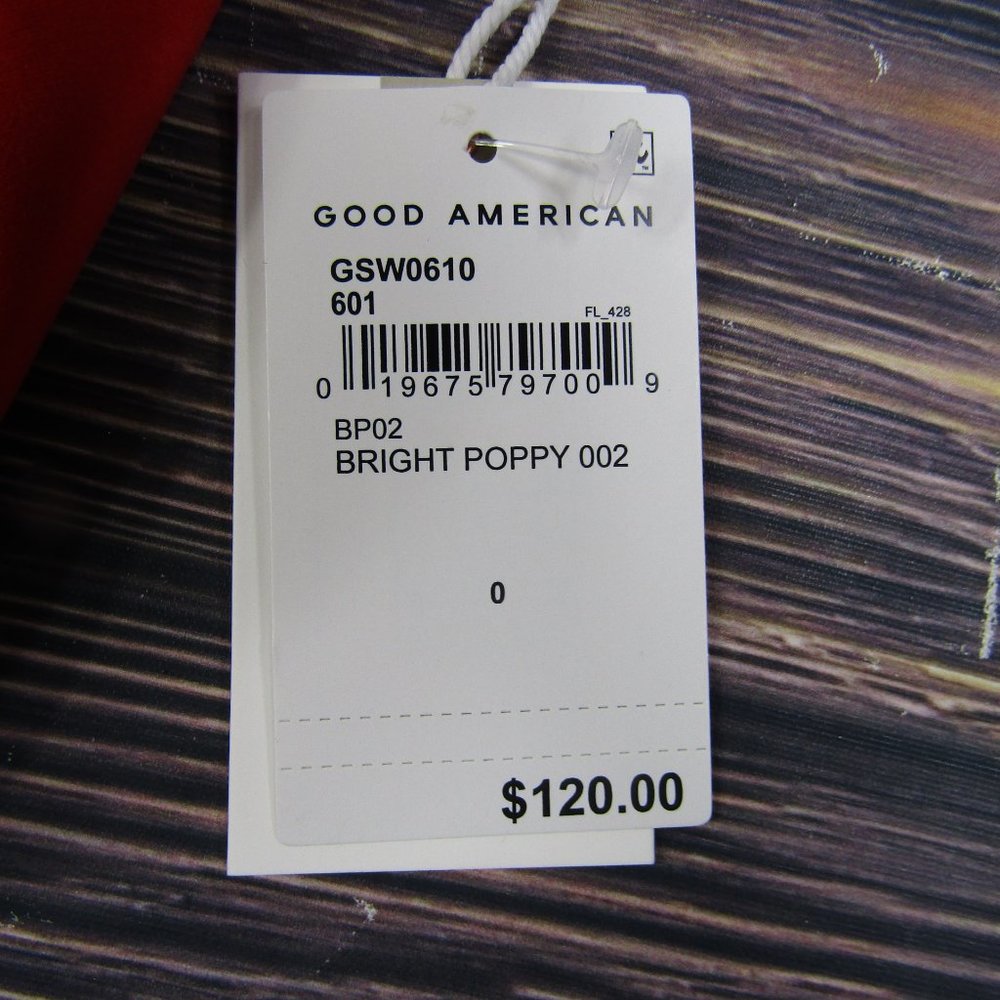 GOOD AMERICAN
GSW0610
601
FL_428
0 19675 79700 9
BP02
BRIGHT POPPY 002
0
$120.00